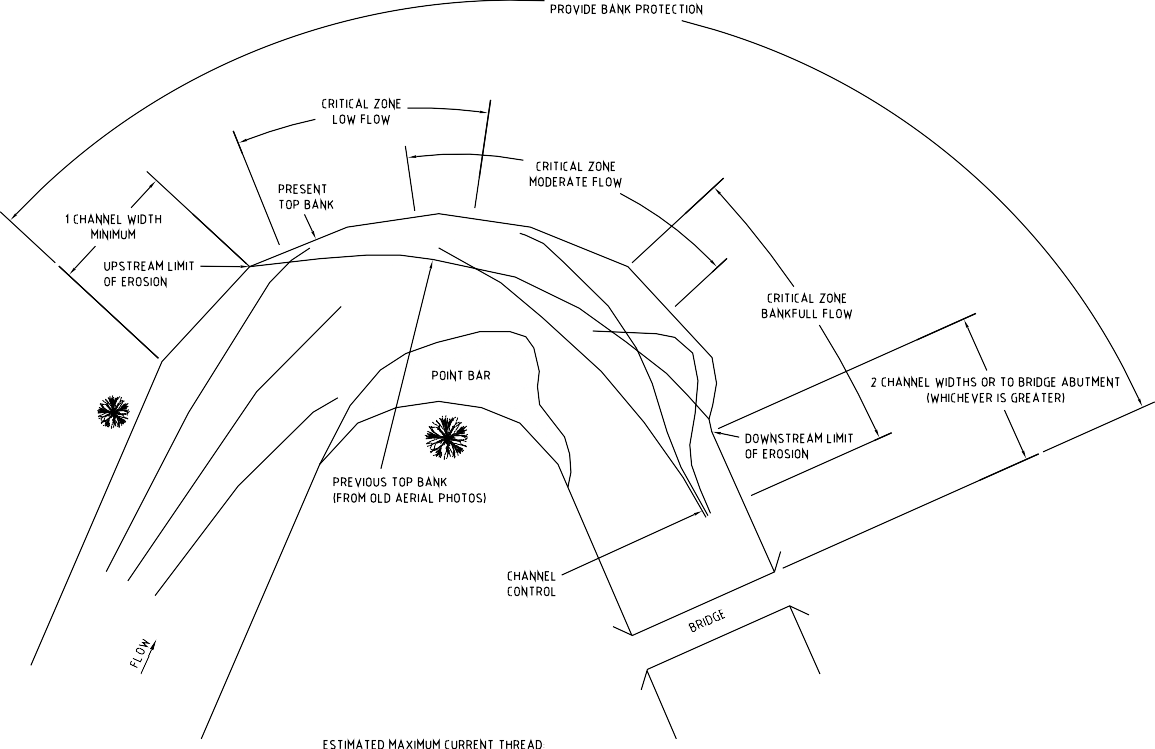 PROVIDE BANK PROTECTION
CRITICAL ZONE
LOW FLOW
CRITICAL ZONE
MODERATE FLOW
PRESENT
TOP BANK
1 CHANNEL WIDTH
MINIMUM
UPSTREAM LIMIT
OF EROSION
CRITICAL ZONE
BANKFULL FLOW
POINT BAR
2 CHANNEL WIDTHS OR TO BRIDGE ABUTMENT
(WHICHEVER IS GREATER)
DOWNSTREAM LIMIT
OF EROSION
PREVIOUS TOP BANK
(FROM OLD AERIAL PHOTOS)
CHANNEL
CONTROL
BRIDGE
FLOW
ESTIMATED MAXIMUM CURRENT THREAD